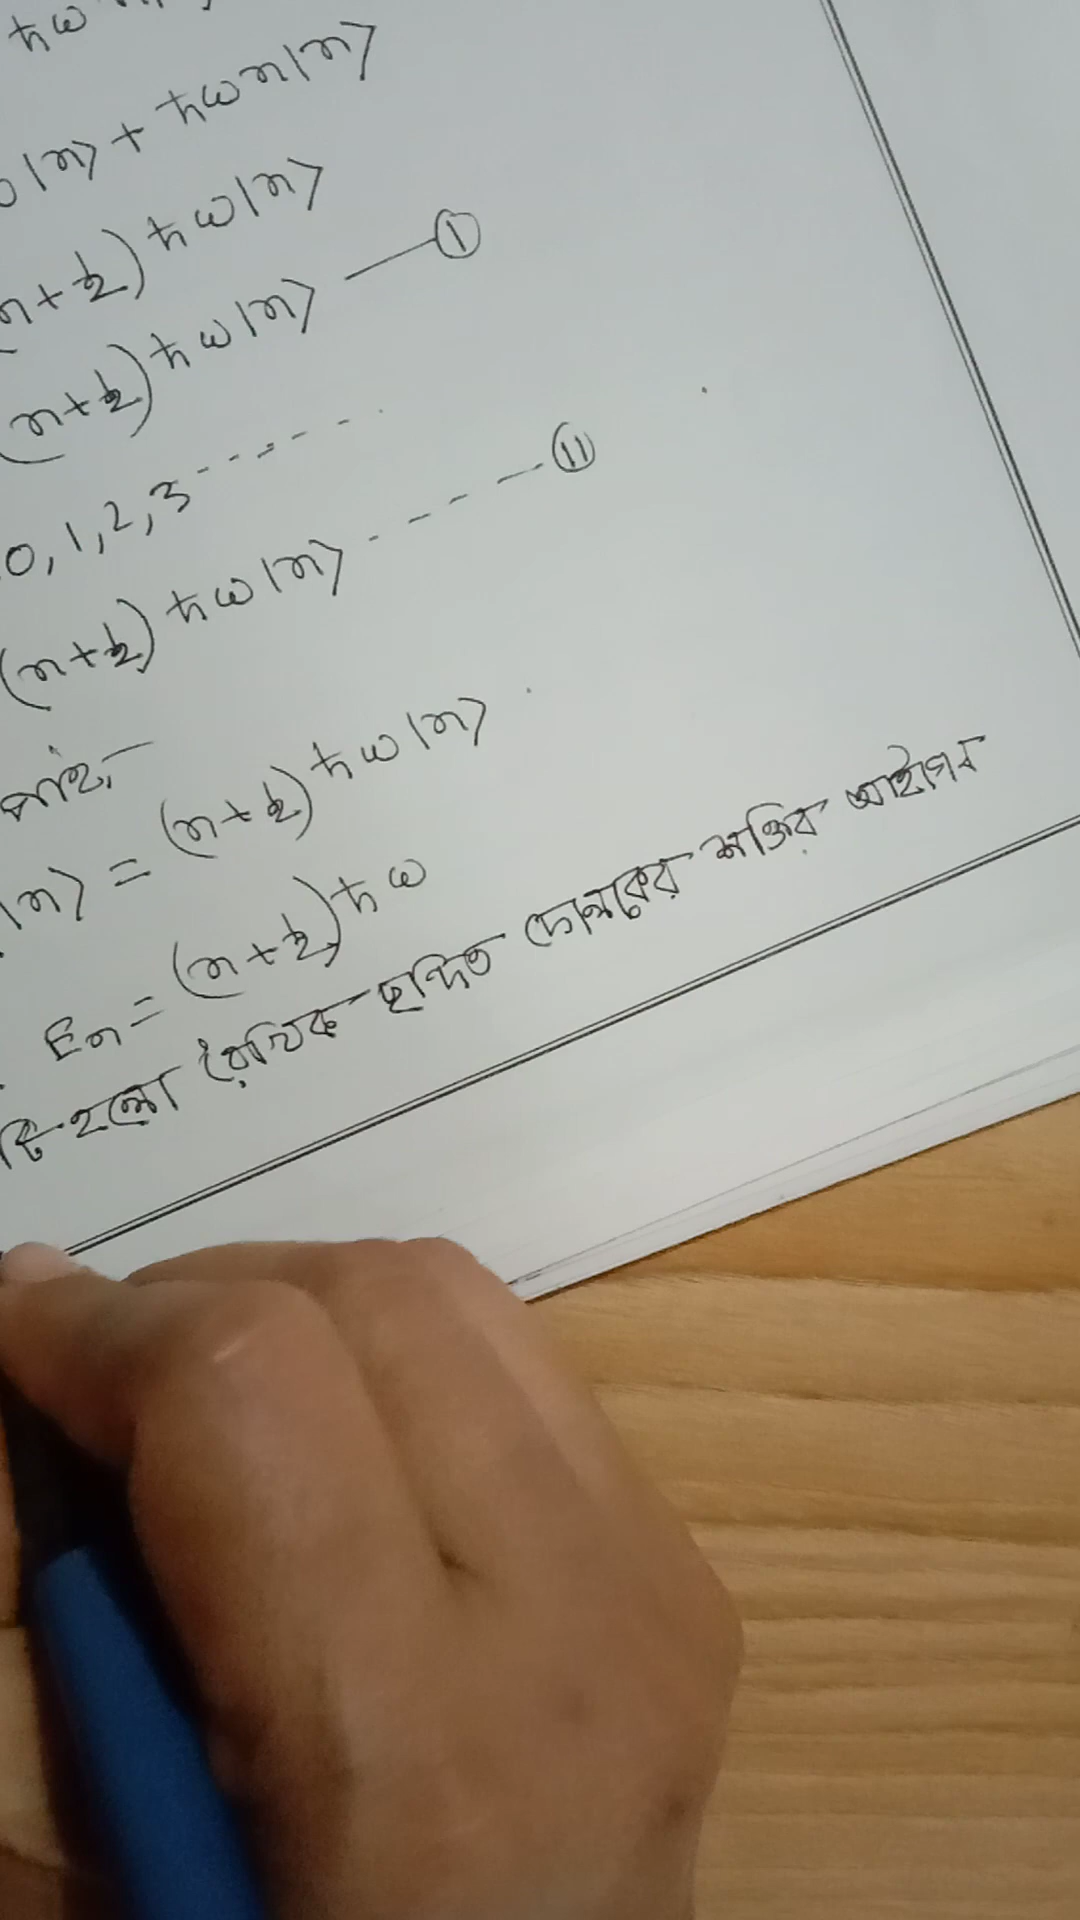 ħω
|n⟩ + ħωn|n⟩
n+½) ħω|n⟩
(n+½) ħω|n⟩ —— (I)
0, 1, 2, 3 - - - - - -
(n+½) ħω|n⟩ - - - - - (II)
পাই,
|n⟩ = (n+½) ħω|n⟩
En = (n+½) ħω
টি হলো রৈখিক ছন্দিত দোলকের শক্তির আইগেন